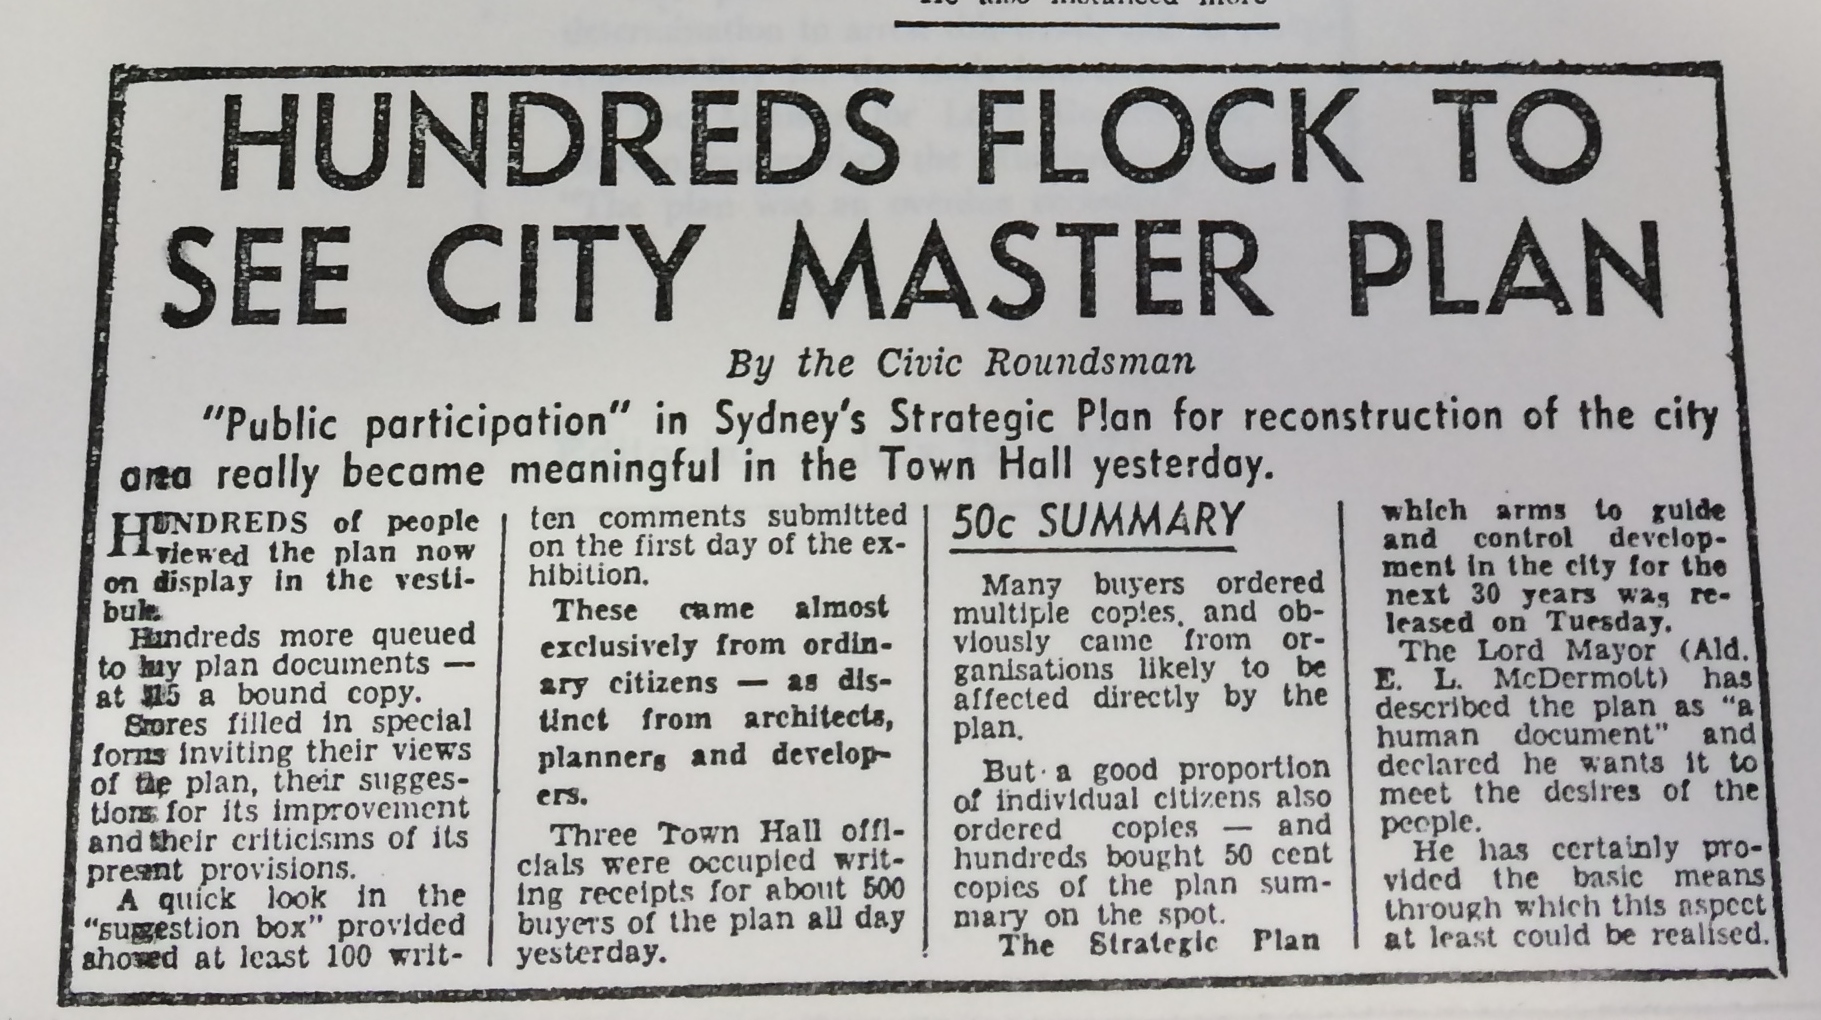 HUNDREDS FLOCK TO
SEE CITY MASTER PLAN
By the Civic Roundsman
"Public participation" in Sydney's Strategic Plan for reconstruction of the city
area really became meaningful in the Town Hall yesterday.
HUNDREDS of people
viewed the plan now
on display in the vesti-
bule.
Hundreds more queued
to buy plan documents —
at $15 a bound copy.
Scores filled in special
forms inviting their views
of the plan, their sugges-
tions for its improvement
and their criticisms of its
present provisions.
A quick look in the
"suggestion box" provided
showed at least 100 writ-
ten comments submitted
on the first day of the ex-
hibition.
These came almost
exclusively from ordin-
ary citizens — as dis-
tinct from architects,
planners and develop-
ers.
Three Town Hall offi-
cials were occupied writ-
ing receipts for about 500
buyers of the plan all day
yesterday.
50c SUMMARY
Many buyers ordered
multiple copies, and ob-
viously came from or-
ganisations likely to be
affected directly by the
plan.
But a good proportion
of individual citizens also
ordered copies — and
hundreds bought 50 cent
copies of the plan sum-
mary on the spot.
The Strategic Plan
which arms to guide
and control develop-
ment in the city for the
next 30 years was re-
leased on Tuesday.
The Lord Mayor (Ald.
E. L. McDermott) has
described the plan as "a
human document" and
declared he wants it to
meet the desires of the
people.
He has certainly pro-
vided the basic means
through which this aspect
at least could be realised.